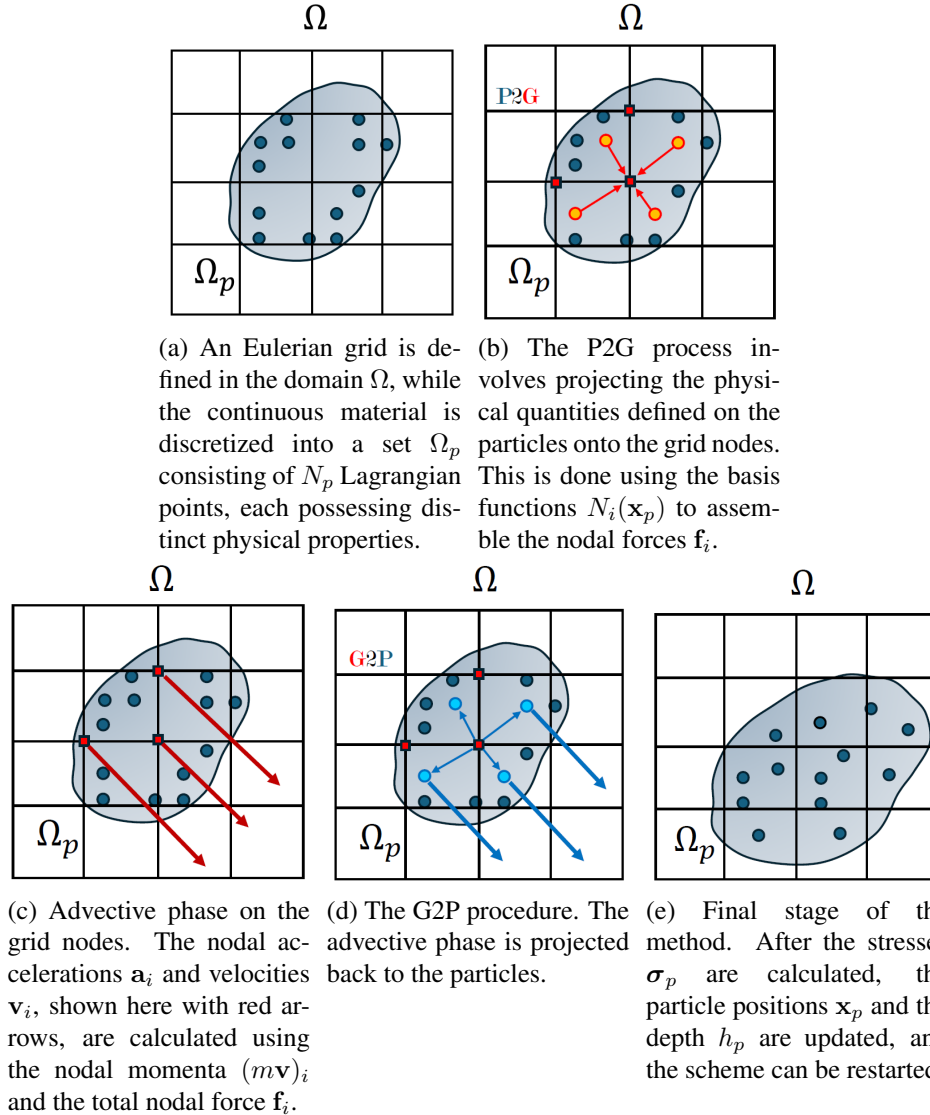 Ω
Ω
P2G
Ωₚ
Ωₚ
(a) An Eulerian grid is de-
fined in the domain Ω, while
the continuous material is
discretized into a set Ωₚ
consisting of Nₚ Lagrangian
points, each possessing dis-
tinct physical properties.
(b) The P2G process in-
volves projecting the physi-
cal quantities defined on the
particles onto the grid nodes.
This is done using the basis
functions Nᵢ(xₚ) to assem-
ble the nodal forces fᵢ.
Ω
Ω
Ω
G2P
Ωₚ
Ωₚ
Ωₚ
(c) Advective phase on the
grid nodes. The nodal ac-
celerations aᵢ and velocities
vᵢ, shown here with red ar-
rows, are calculated using
the nodal momenta (mv)ᵢ
and the total nodal force fᵢ.
(d) The G2P procedure. The
advective phase is projected
back to the particles.
(e) Final stage of th
method. After the stresse
σₚ are calculated, th
particle positions xₚ and th
depth hₚ are updated, an
the scheme can be restarted